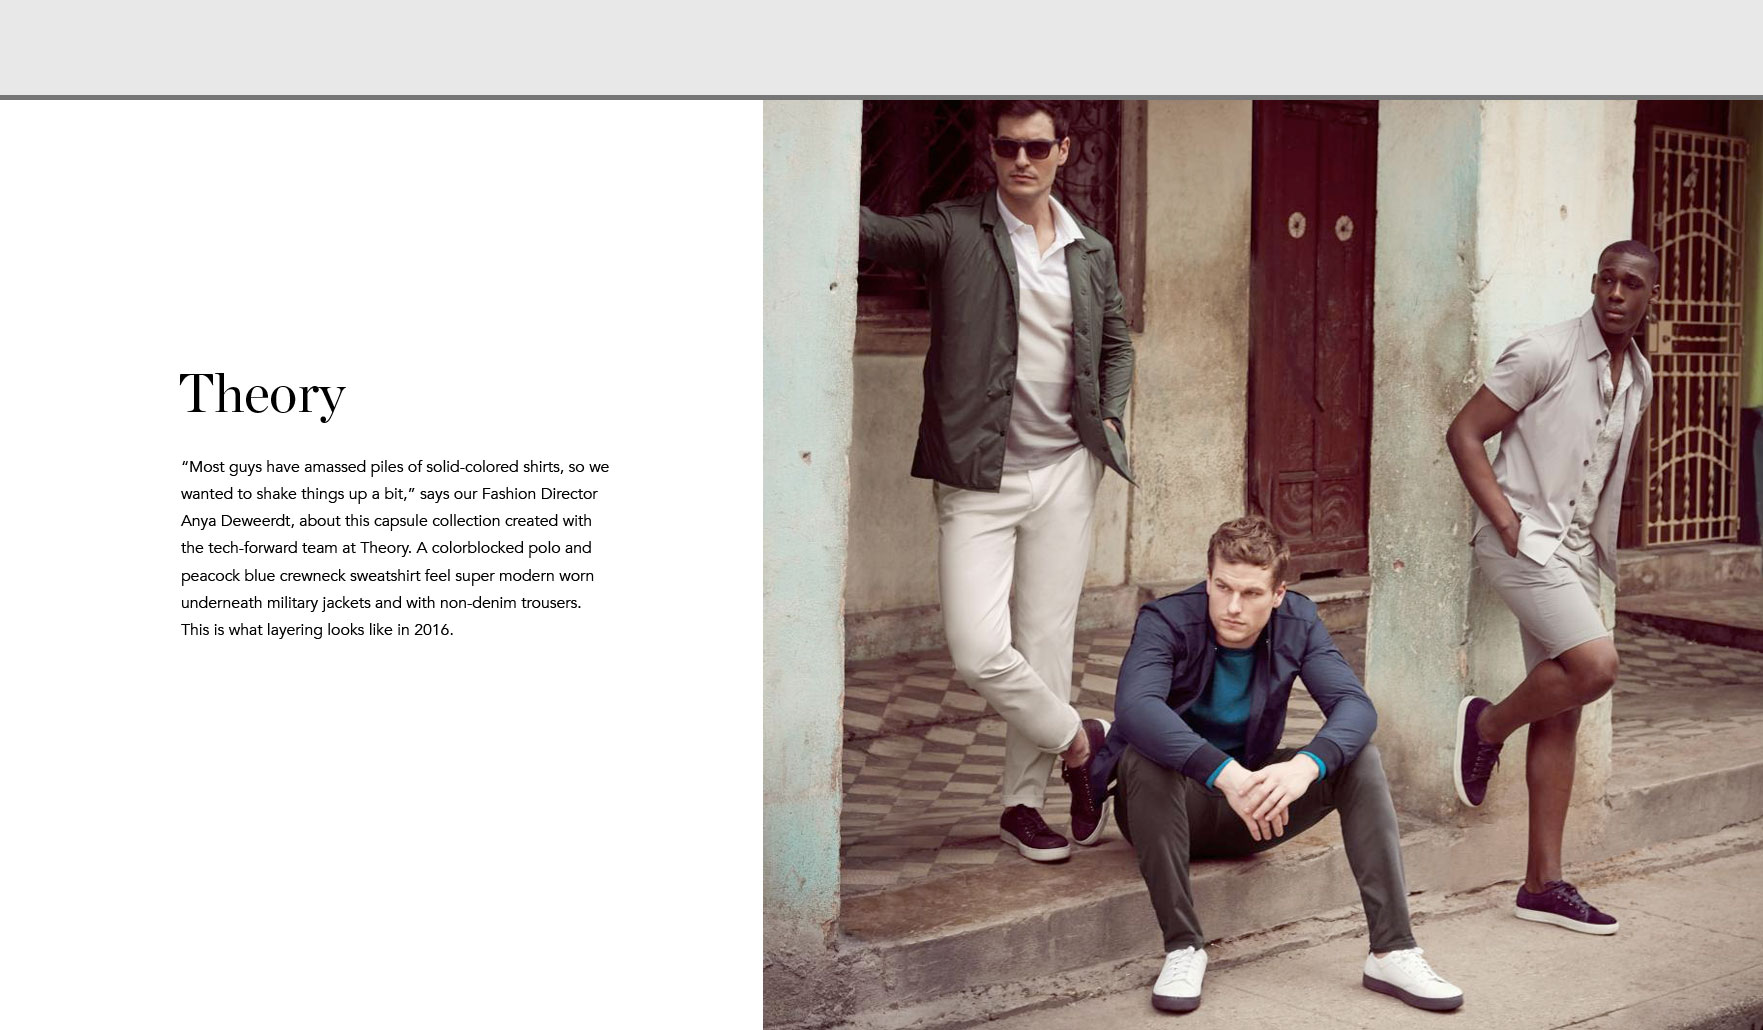 Theory
“Most guys have amassed piles of solid-colored shirts, so we
wanted to shake things up a bit,” says our Fashion Director
Anya Deweerdt, about this capsule collection created with
the tech-forward team at Theory. A colorblocked polo and
peacock blue crewneck sweatshirt feel super modern worn
underneath military jackets and with non-denim trousers.
This is what layering looks like in 2016.